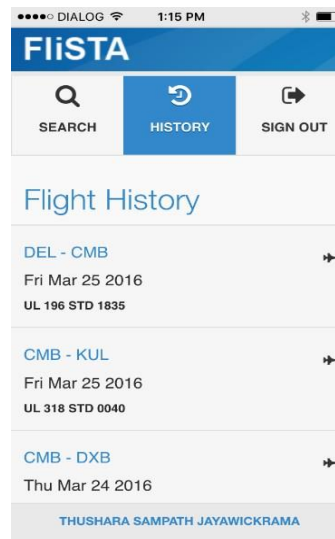 DIALOG 1:15 PM
FLiSTA
SEARCH HISTORY SIGN OUT
Flight History
DEL - CMB
Fri Mar 25 2016
UL 196 STD 1835
CMB - KUL
Fri Mar 25 2016
UL 318 STD 0040
CMB - DXB
Thu Mar 24 2016
THUSHARA SAMPATH JAYAWICKRAMA